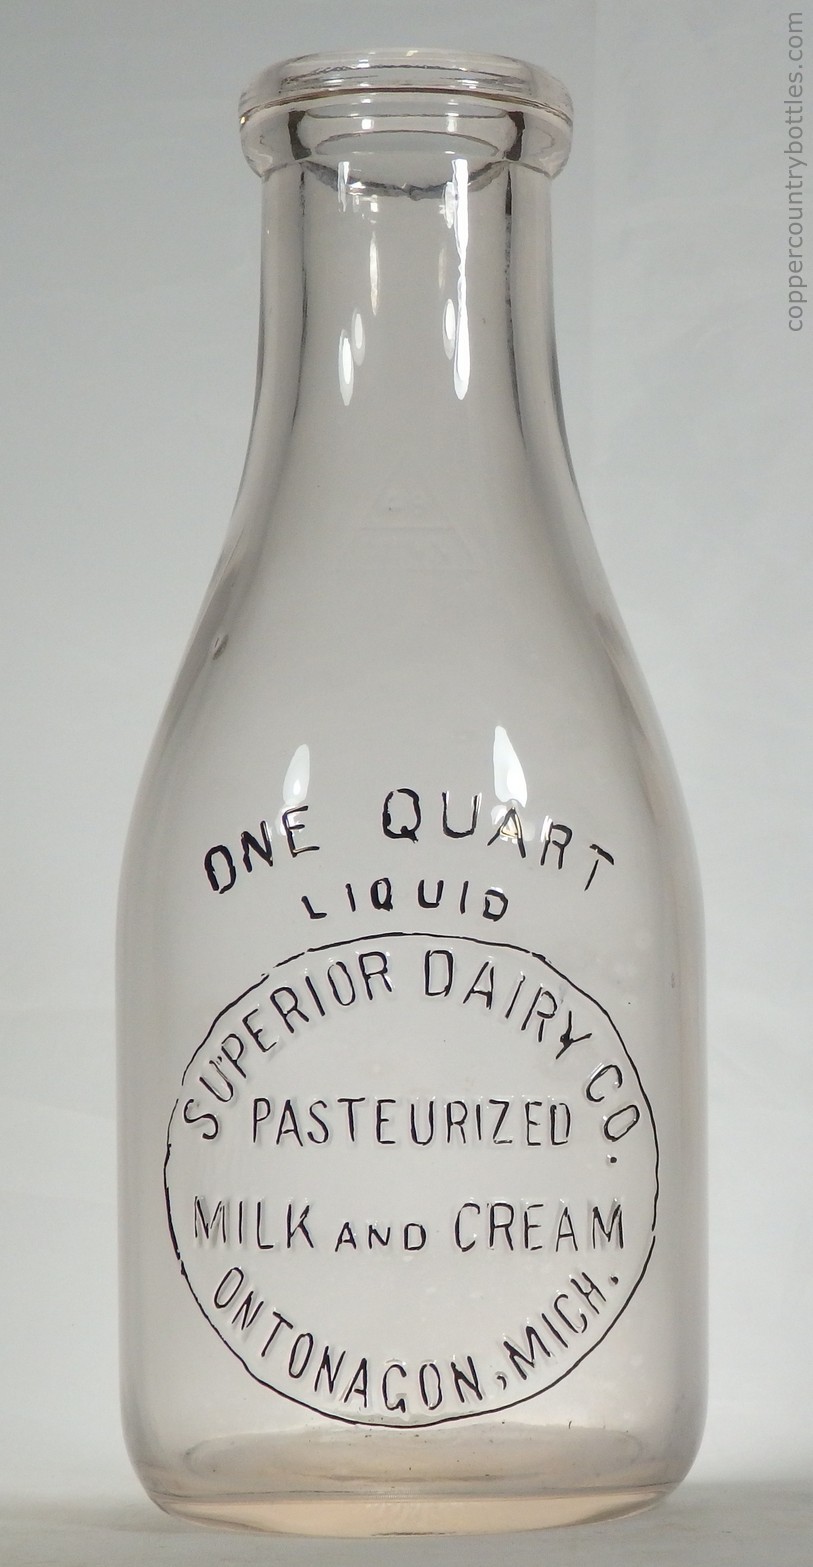 coppercountrybottles.com
ONE QUART
LIQUID
SUPERIOR DAIRY CO.
PASTEURIZED
MILK AND CREAM
ONTONAGON, MICH.